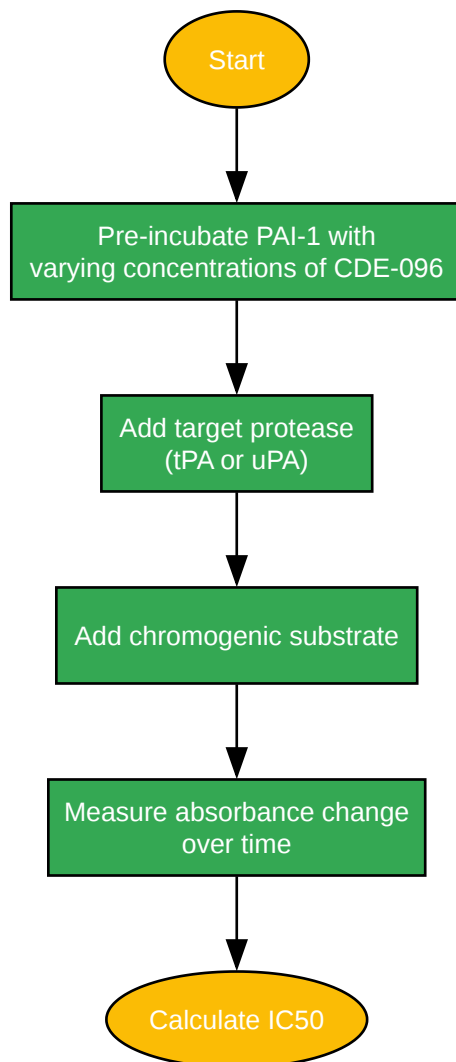 Start
Pre-incubate PAI-1 with
varying concentrations of CDE-096
Add target protease
(tPA or uPA)
Add chromogenic substrate
Measure absorbance change
over time
Calculate IC50